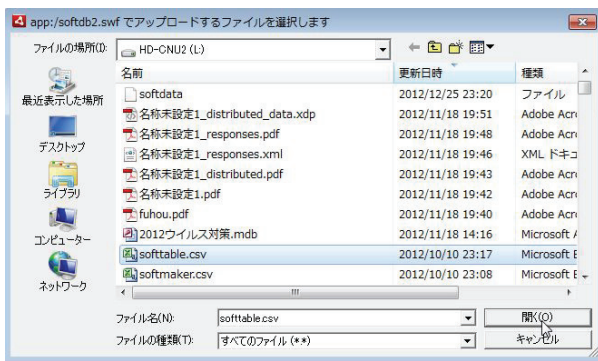 app:/softdb2.swf でアップロードするファイルを選択します
ファイルの場所(I): HD-CNU2 (L:)
名前 更新日時 種類
softdata 2012/12/25 23:20 ファイル
名称未設定1_distributed_data.xdp 2012/11/18 19:51 Adobe Acr
名称未設定1_responses.pdf 2012/11/18 19:48 Adobe Acr
名称未設定1_responses.xml 2012/11/18 19:46 XML ドキュ
名称未設定1_distributed.pdf 2012/11/18 19:43 Adobe Acr
名称未設定1.pdf 2012/11/18 19:42 Adobe Acr
fuhou.pdf 2012/11/18 19:40 Adobe Acr
2012ウイルス対策.mdb 2012/11/18 14:16 Microsoft
softtable.csv 2012/10/10 23:17 Microsoft E
softmaker.csv 2012/10/10 23:08 Microsoft E
最近表示した場所
デスクトップ
ライブラリ
コンピューター
ネットワーク
ファイル名(N): softtable.csv 開く(O)
ファイルの種類(T): すべてのファイル (*.*) キャンセル